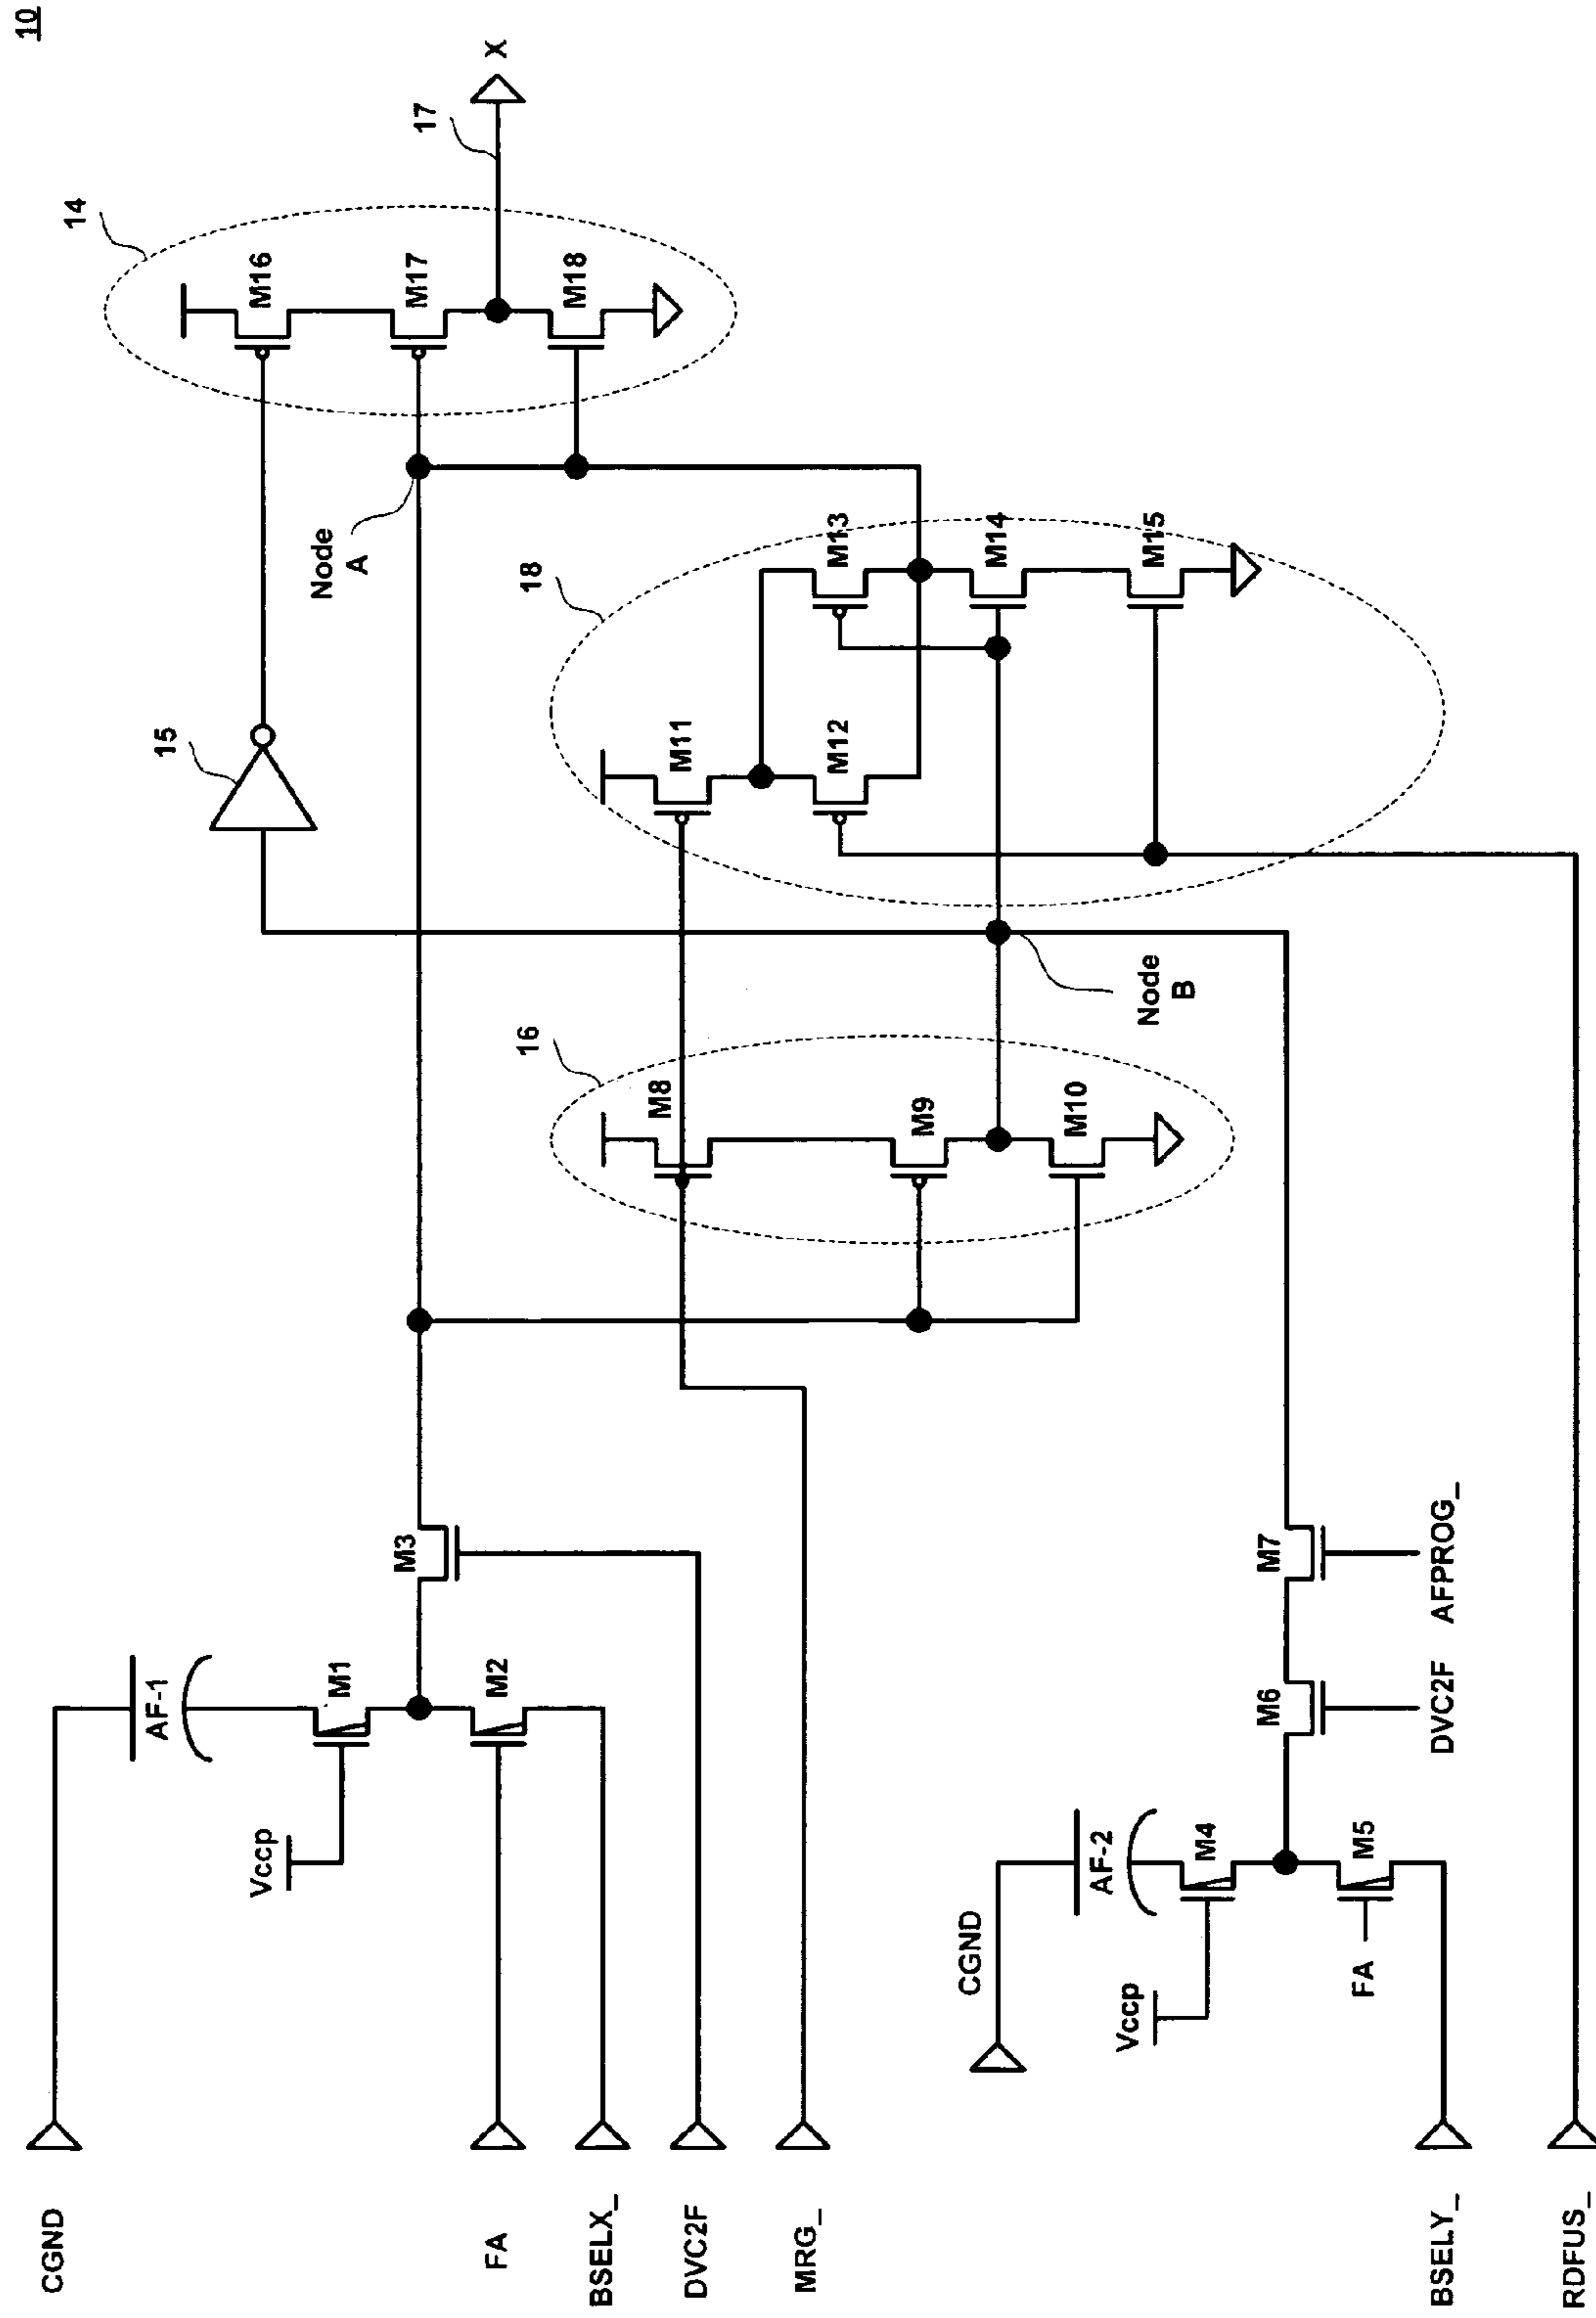 10
CGND
FA
BSELX_
DVC2F
MRG_
BSELY_
RDFUS_
AF-1
Vccp
M1
M2
M3
CGND
AF-2
Vccp
M4
FA
M5
M6
DVC2F
M7
AFPROG_
16
M8
M9
M10
Node
B
15
18
M11
M12
M13
M14
M15
Node
A
14
M16
M17
M18
17
X